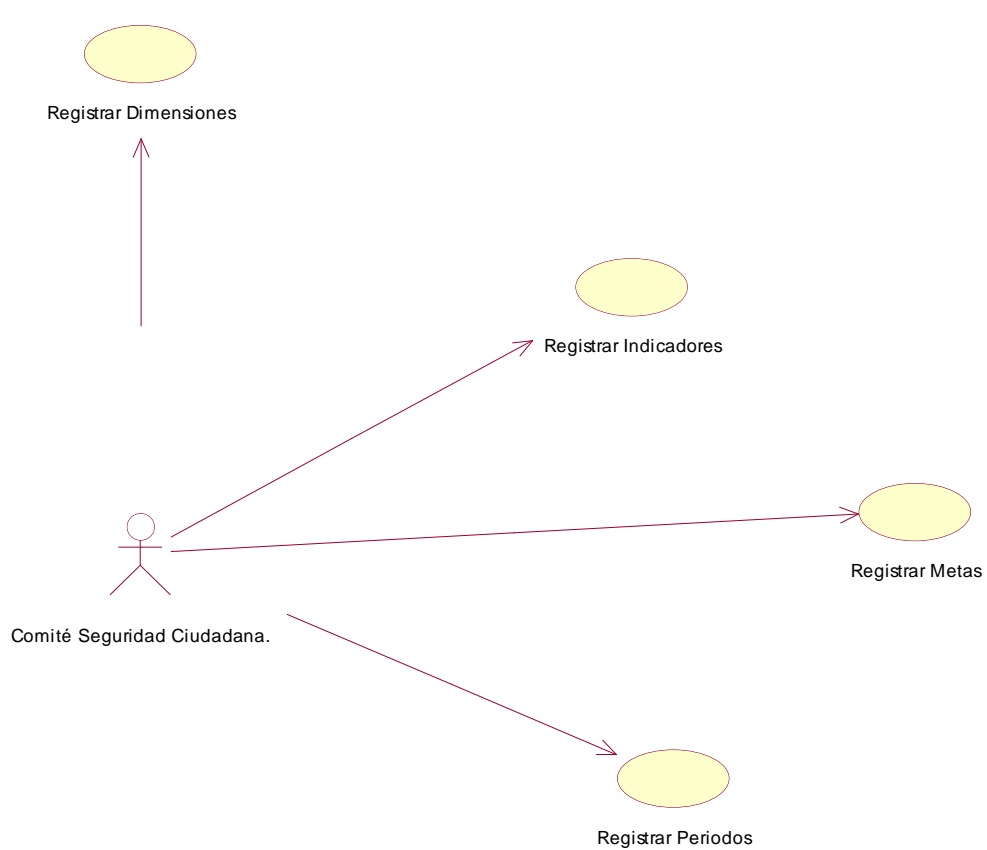 Registrar Dimensiones
Registrar Indicadores
Registrar Metas
Comité Seguridad Ciudadana.
Registrar Periodos